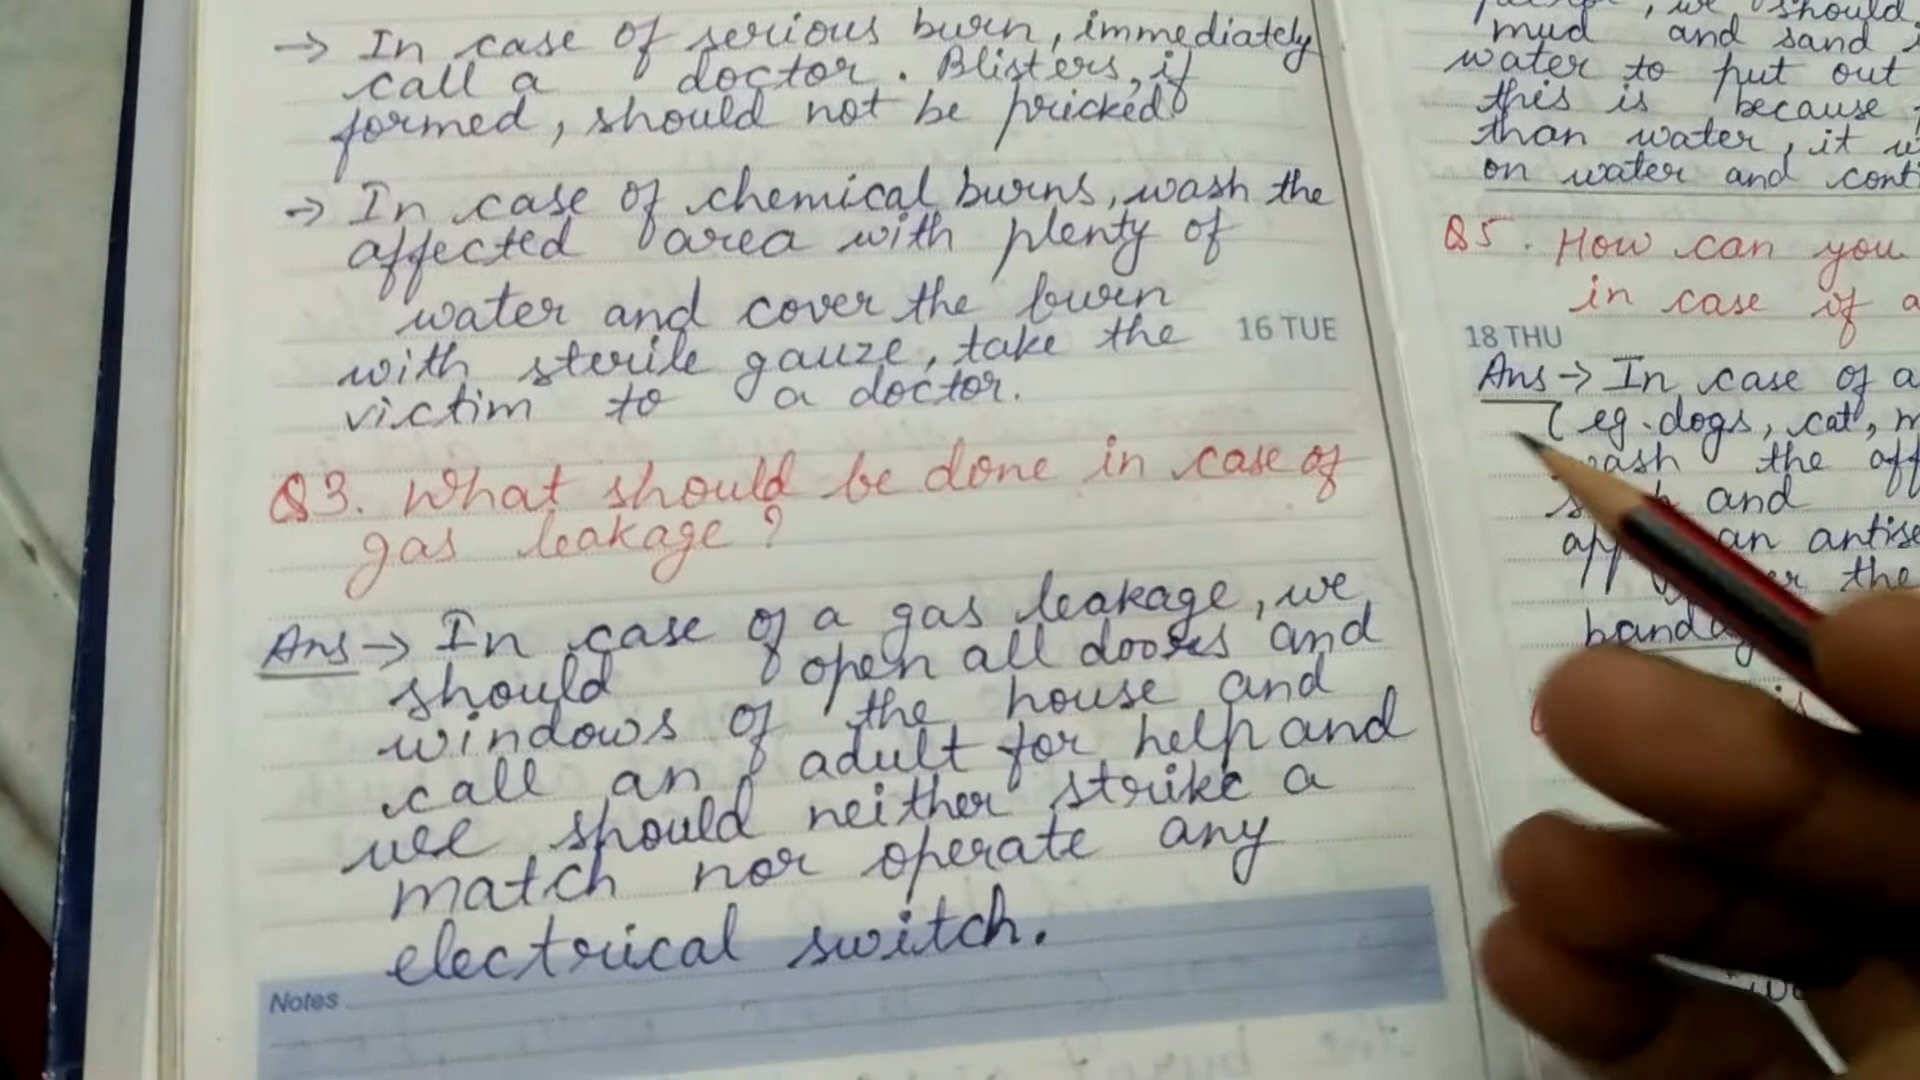 → In case of serious burn, immediately
call a doctor. Blisters, if
formed, should not be pricked
→ In case of chemical burns, wash the
affected area with plenty of
water and cover the burn
16 TUE
with sterile gauze, take the
victim to a doctor.
Q3. What should be done in case of
gas leakage?
Ans → In case of a gas leakage, we
should open all doors and
windows of the house and
call an adult for help and
we should neither strike a
match nor operate any
electrical switch.
Notes
, we should
mud and sand
water to put out
this is because
than water, it
on water and
Q5. How can you
in case if a
18 THU
Ans → In case of a
(eg. dogs, cat,
the
and
an antise
the